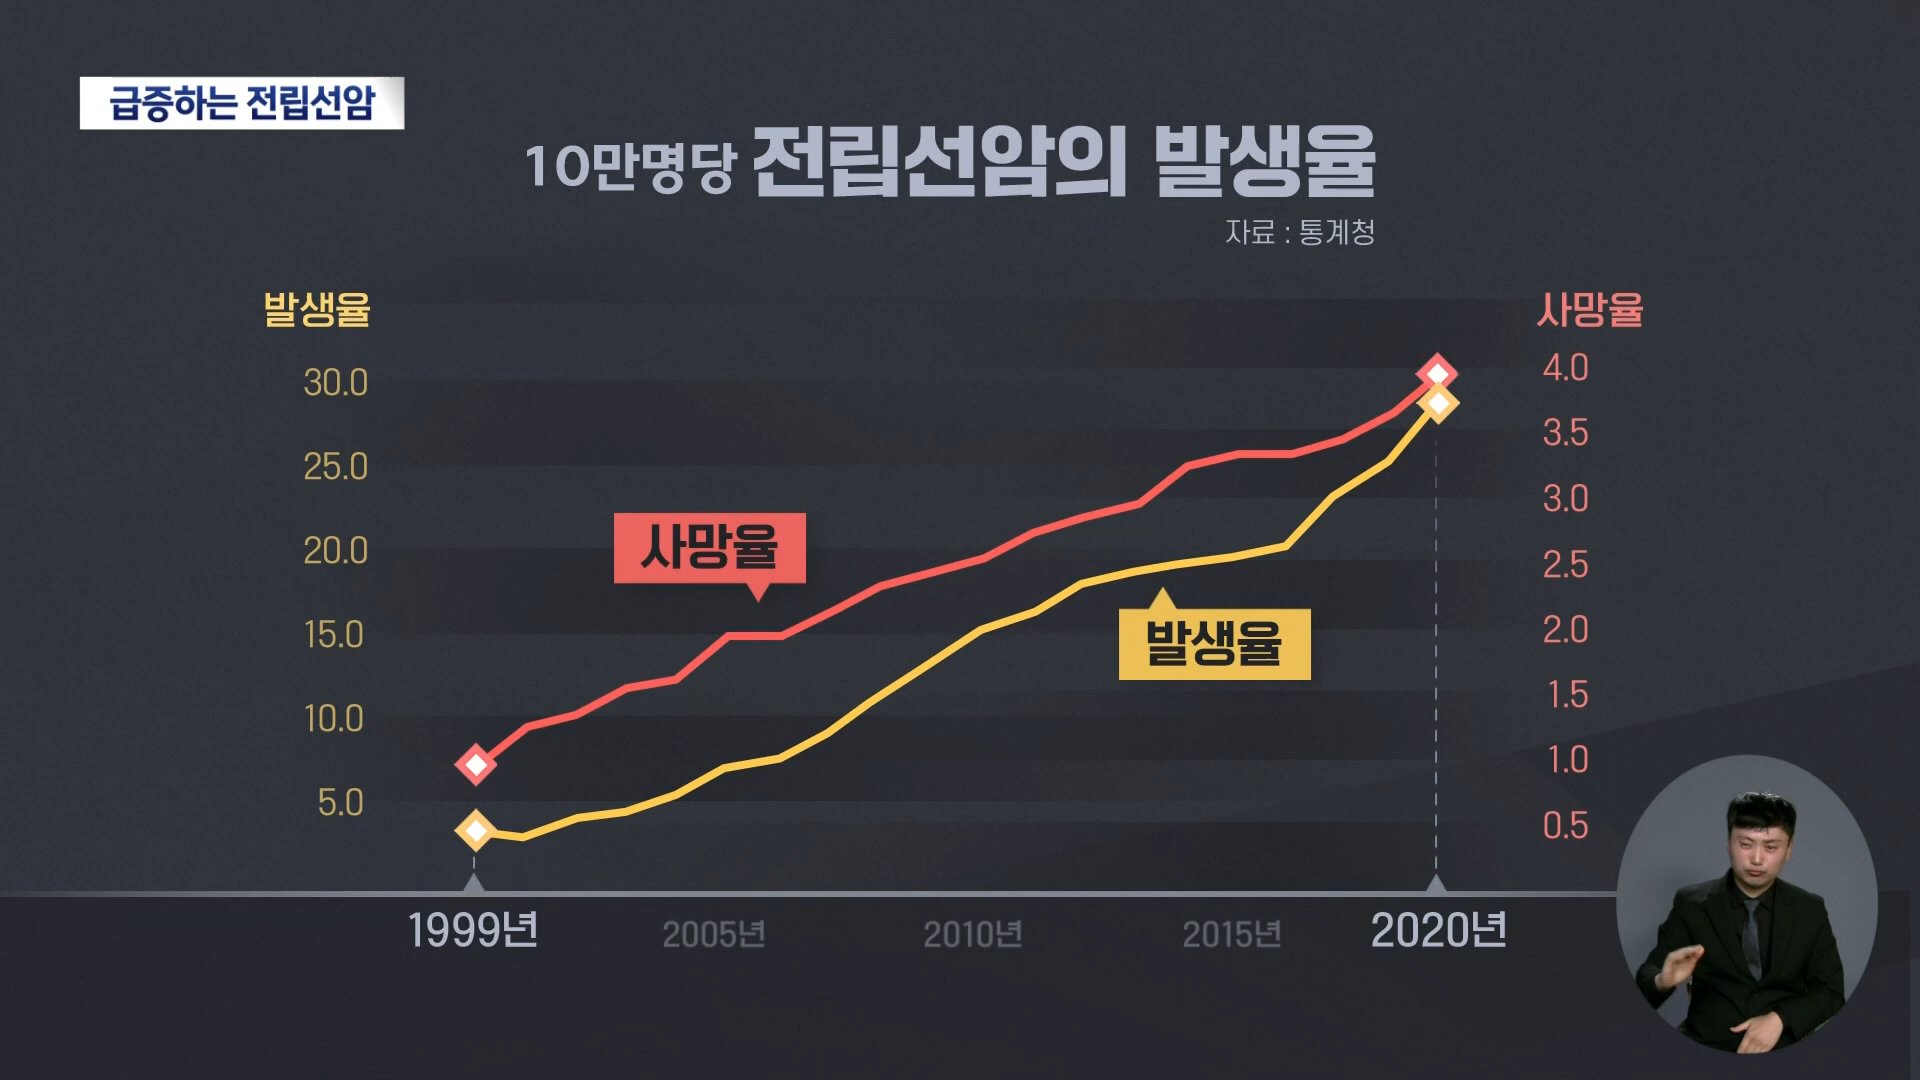 급증하는 전립선암
10만명당 전립선암의 발생율
자료 : 통계청
발생율
사망율
30.0
25.0
20.0
15.0
10.0
5.0
4.0
3.5
3.0
2.5
2.0
1.5
1.0
0.5
사망율
발생율
1999년
2005년
2010년
2015년
2020년